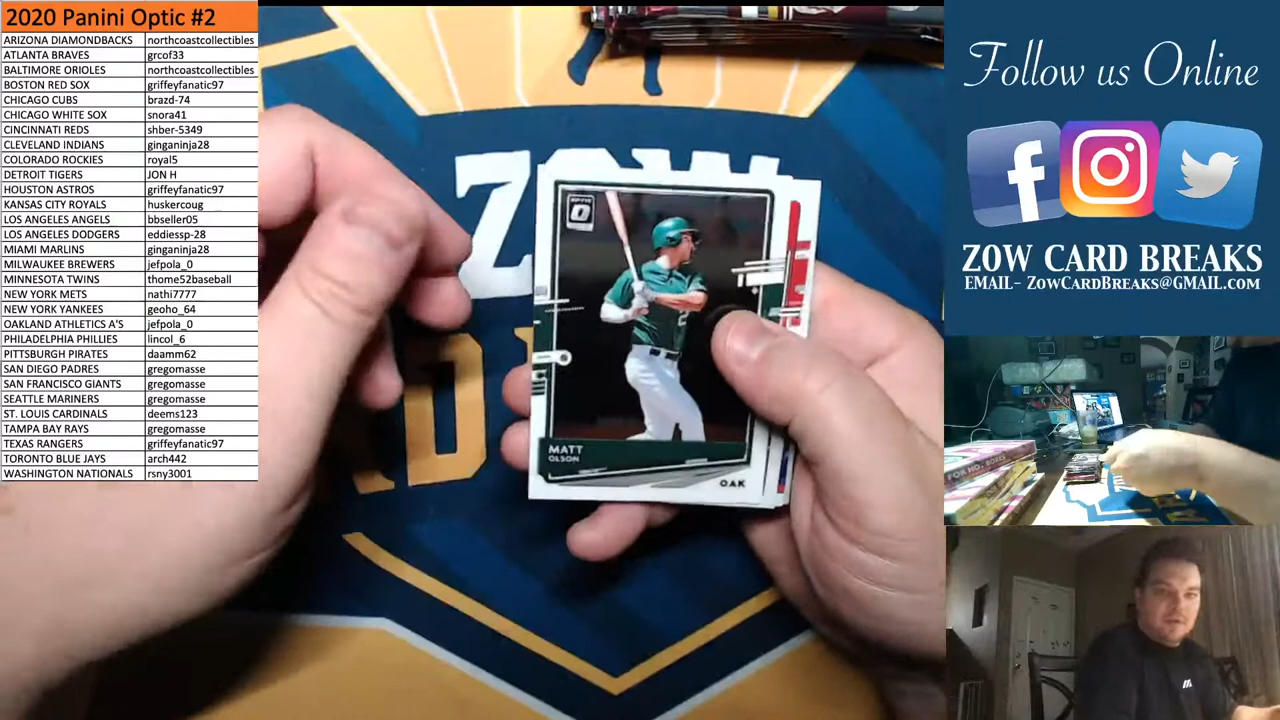 2020 Panini Optic #2
ARIZONA DIAMONDBACKS northcoastcollectibles
ATLANTA BRAVES grcof33
BALTIMORE ORIOLES northcoastcollectibles
BOSTON RED SOX griffeyfanatic97
CHICAGO CUBS brazd-74
CHICAGO WHITE SOX snora41
CINCINNATI REDS shber-5349
CLEVELAND INDIANS ginganinja28
COLORADO ROCKIES royal5
DETROIT TIGERS JON H
HOUSTON ASTROS griffeyfanatic97
KANSAS CITY ROYALS huskercoug
LOS ANGELES ANGELS bbseller05
LOS ANGELES DODGERS eddiessp-28
MIAMI MARLINS ginganinja28
MILWAUKEE BREWERS jefpola_0
MINNESOTA TWINS thome52baseball
NEW YORK METS nathi7777
NEW YORK YANKEES geoho_64
OAKLAND ATHLETICS A'S jefpola_0
PHILADELPHIA PHILLIES lincol_6
PITTSBURGH PIRATES daamm62
SAN DIEGO PADRES gregomasse
SAN FRANCISCO GIANTS gregomasse
SEATTLE MARINERS gregomasse
ST. LOUIS CARDINALS deems123
TAMPA BAY RAYS gregomasse
TEXAS RANGERS griffeyfanatic97
TORONTO BLUE JAYS arch442
WASHINGTON NATIONALS rsny3001
ZOW
MATT
OLSON
OAK
Follow us Online
ZOW CARD BREAKS
EMAIL- ZOWCARDBREAKS@GMAIL.COM